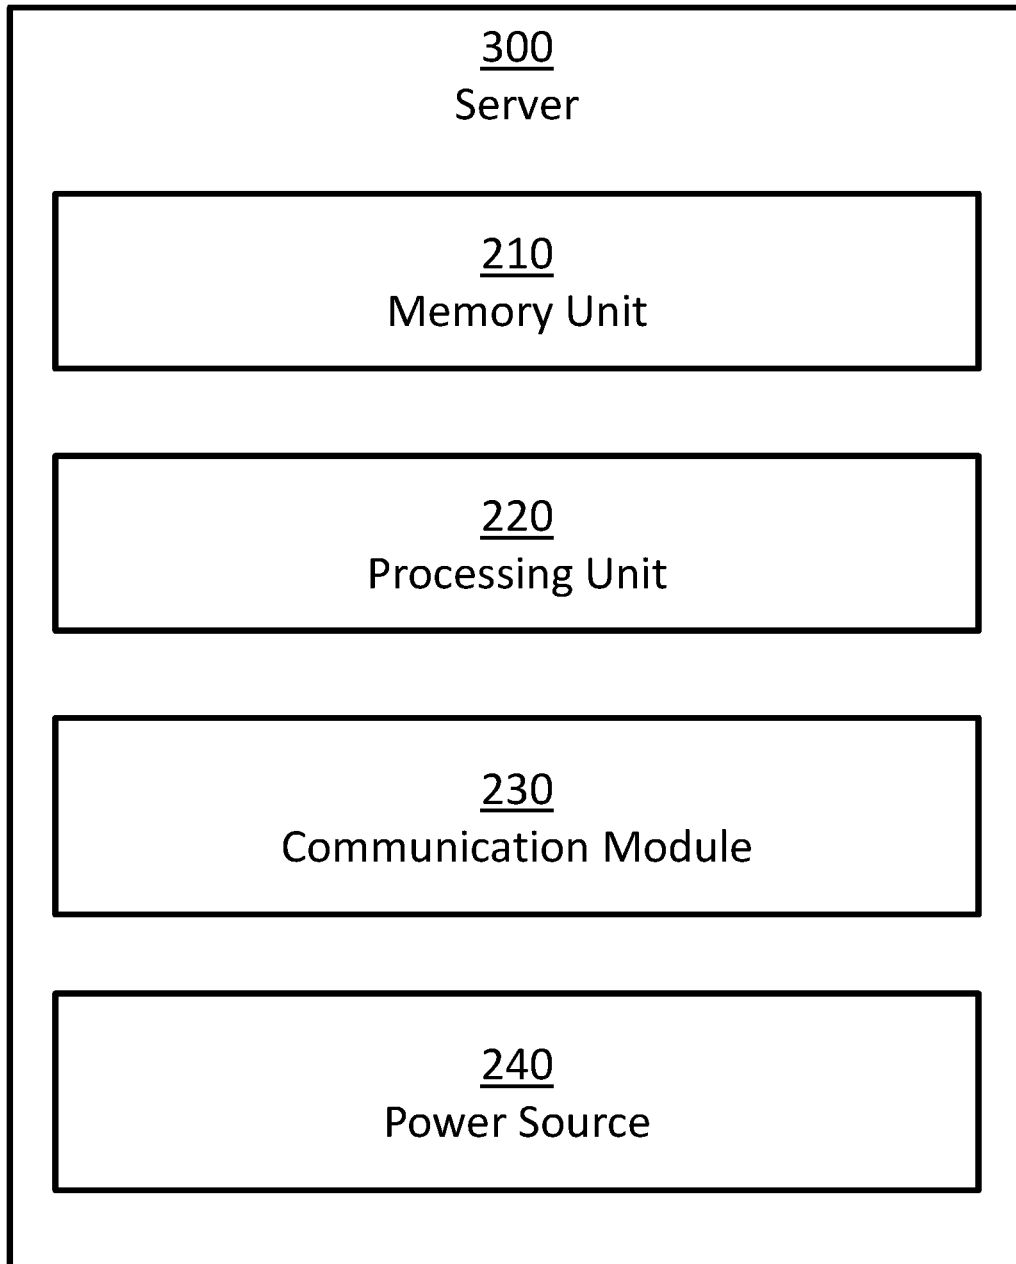 300
Server
210
Memory Unit
220
Processing Unit
230
Communication Module
240
Power Source